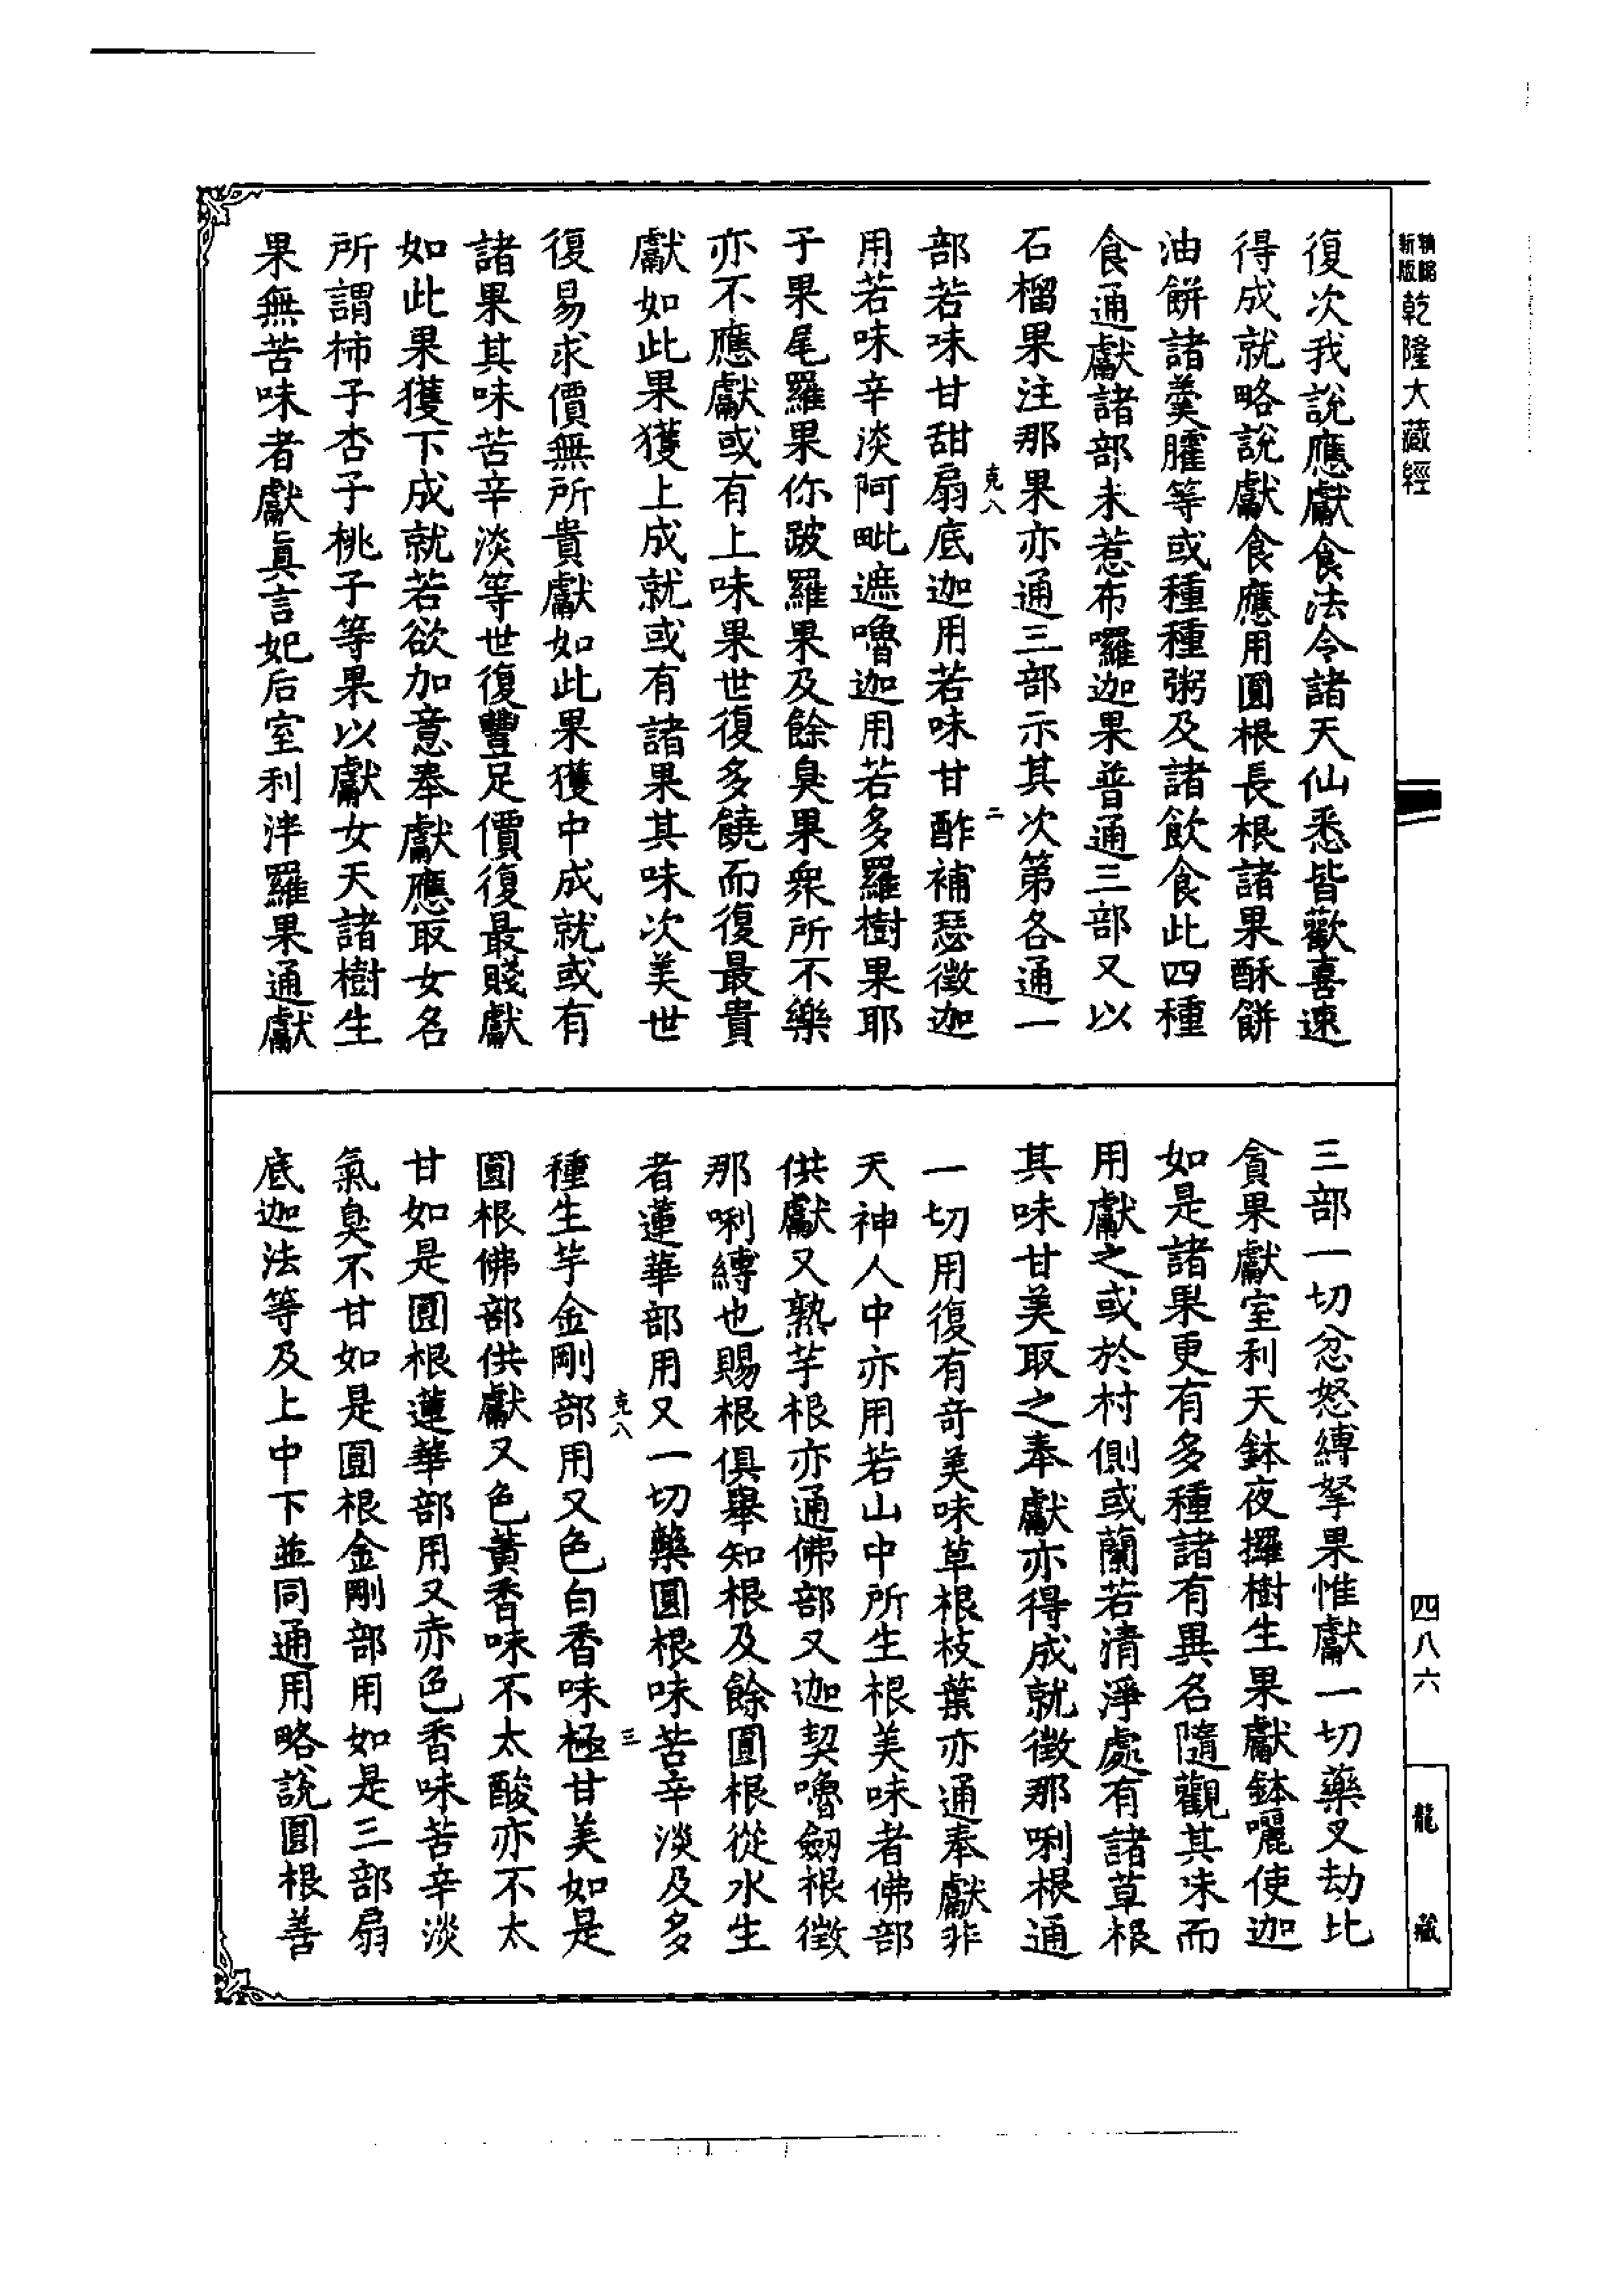 新版精縮乾隆大藏經
復次我說應獻食法令諸天仙悉皆歡喜速
得成就略說獻食應用圓根長根諸果酥餅
油餅諸羹臛等或種種粥及諸飲食此四種
食通獻諸部末惹布囉迦果普通三部又以
石榴果注那果亦通三部示其次第各通一
克八 二
部若味甘甜扇底迦用若味甘酢補瑟徵迦
用若味辛淡阿毗遮嚕迦用若多羅樹果耶
子果尾羅果你跛羅果及餘臭果衆所不樂
亦不應獻或有上味果世復多饒而復最貴
獻如此果獲上成就或有諸果其味次美世
復易求價無所貴獻如此果獲中成就或有
諸果其味苦辛淡等世復豐足價復最賤獻
如此果獲下成就若欲加意奉獻應取女名
所謂柿子杏子桃子等果以獻女天諸樹生
果無苦味者獻眞言妃后室利泮羅果通獻
三部一切忿怒縛拏果惟獻一切藥叉劫比
貪果獻室利天鉢夜攞樹生果獻鉢囉使迦
如是諸果更有多種諸有異名隨觀其味而
用獻之或於村側或蘭若清淨處有諸草根
其味甘美取之奉獻亦得成就徵那唎根通
一切用復有奇美味草根枝葉亦通奉獻非
天神人中亦用若山中所生根美味者佛部
供獻又熟芋根亦通佛部又迦契嚕劒根徵
那唎縛也賜根俱舉知根及餘圓根從水生
者蓮華部用又一切藥圓根味苦辛淡及多
克八 三
種生芋金剛部用又色白香味極甘美如是
圓根佛部供獻又色黃香味不太酸亦不太
甘如是圓根蓮華部用又赤色香味苦辛淡
氣臭不甘如是圓根金剛部用如是三部扇
底迦法等及上中下並同通用略說圓根善
四八六
龍藏